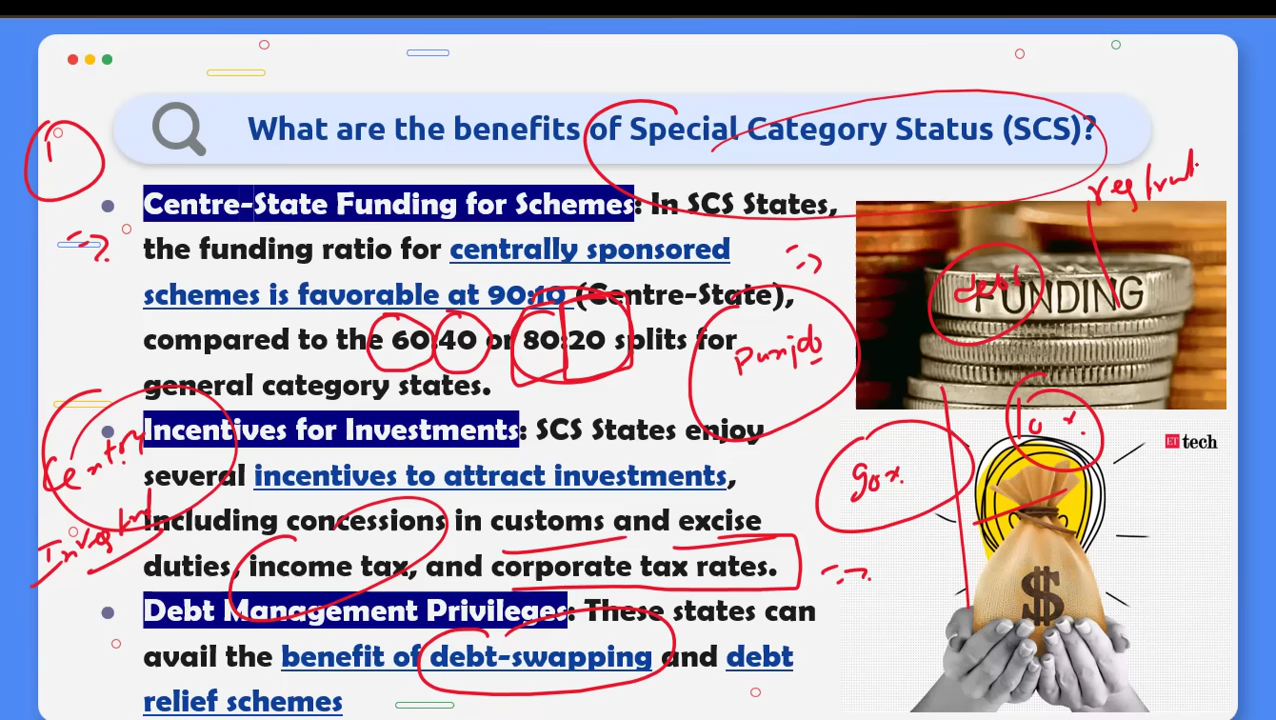 What are the benefits of Special Category Status (SCS)?
Centre-State Funding for Schemes: In SCS States,
the funding ratio for centrally sponsored
schemes is favorable at 90:10 (Centre-State),
compared to the 60:40 or 80:20 splits for
general category states.
Incentives for Investments: SCS States enjoy
several incentives to attract investments,
including concessions in customs and excise
duties, income tax, and corporate tax rates.
Debt Management Privileges: These states can
avail the benefit of debt-swapping and debt
relief schemes
FUNDING
debt
Punjab
10%
90%
ET tech
$